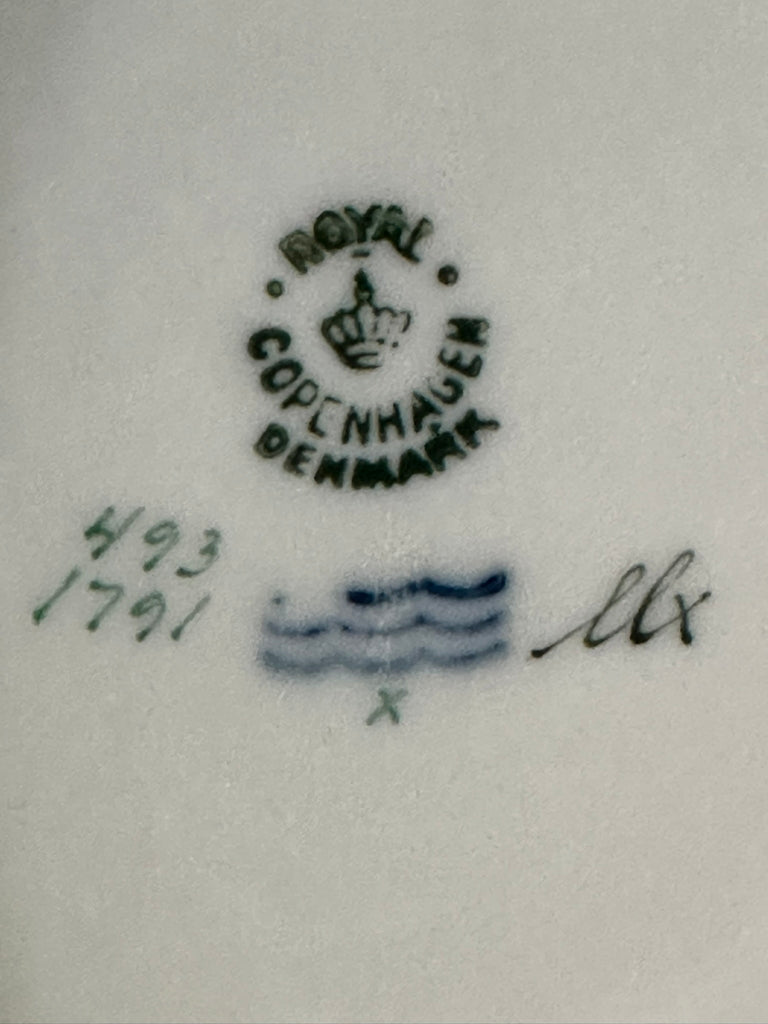 ROYAL
COPENHAGEN
DENMARK
493
1791
x